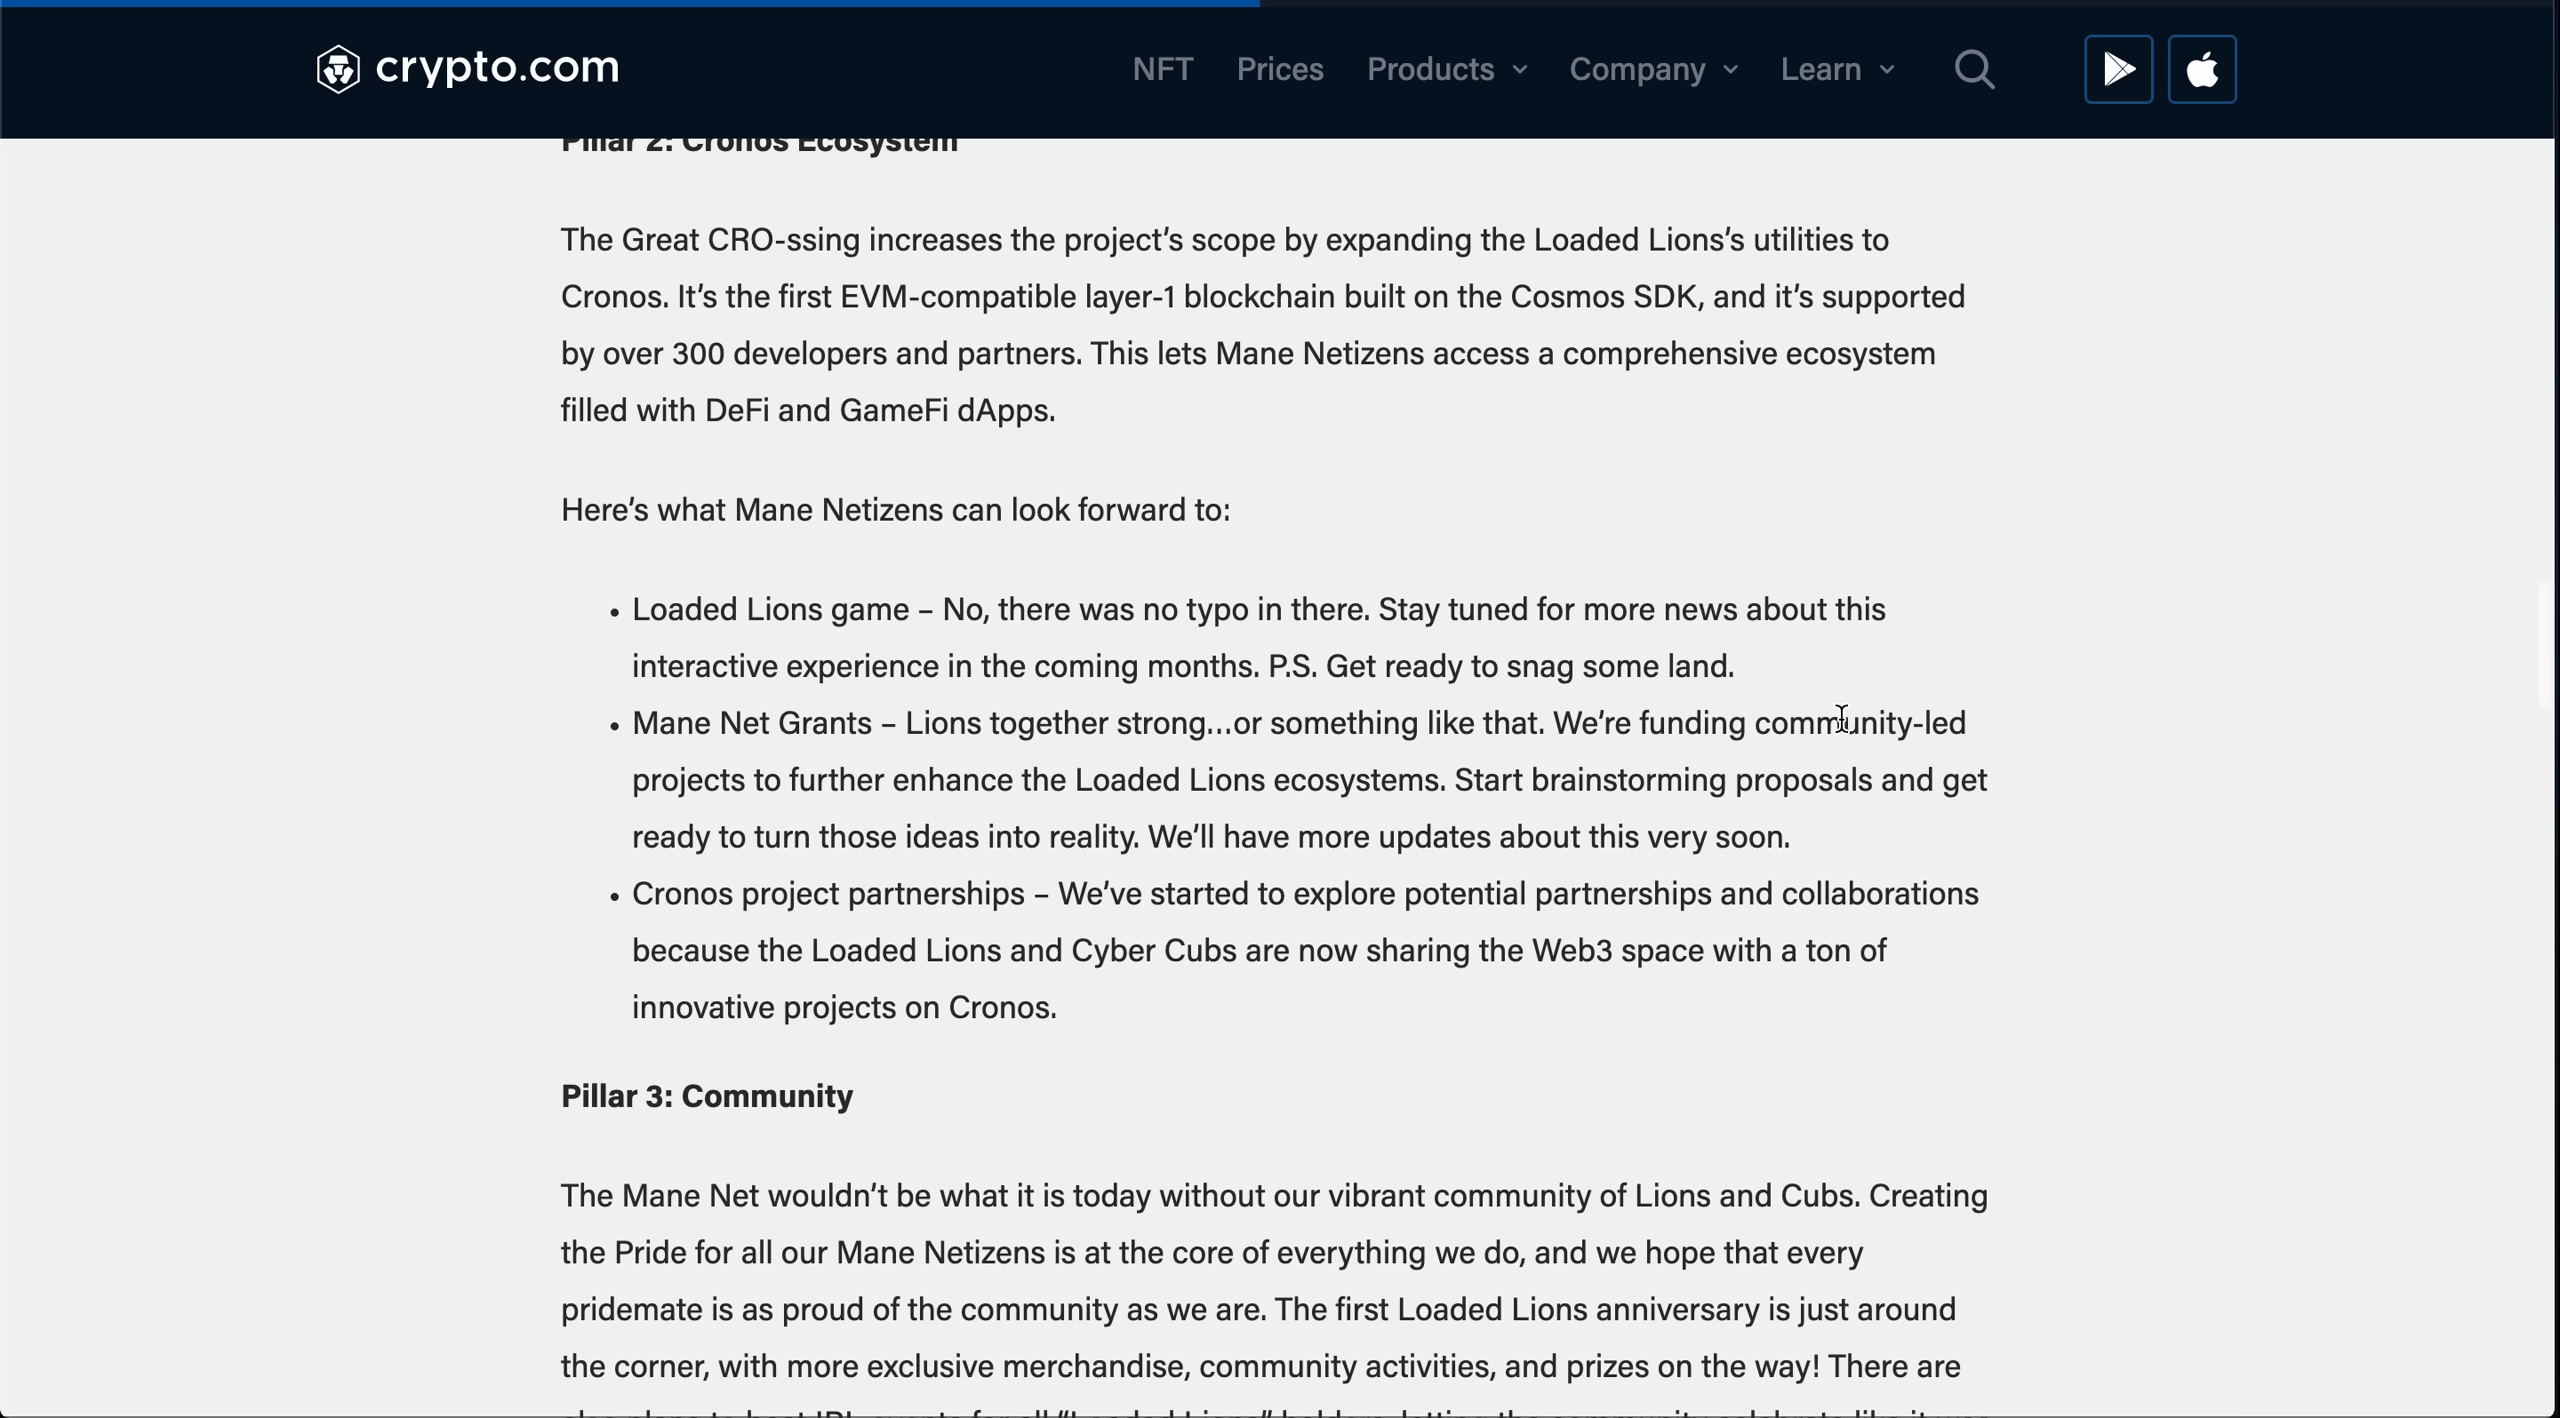 crypto.com
NFT Prices Products Company Learn
Pillar 2: Cronos Ecosystem
The Great CRO-ssing increases the project’s scope by expanding the Loaded Lions’s utilities to
Cronos. It’s the first EVM-compatible layer-1 blockchain built on the Cosmos SDK, and it’s supported
by over 300 developers and partners. This lets Mane Netizens access a comprehensive ecosystem
filled with DeFi and GameFi dApps.
Here’s what Mane Netizens can look forward to:
• Loaded Lions game – No, there was no typo in there. Stay tuned for more news about this
interactive experience in the coming months. P.S. Get ready to snag some land.
• Mane Net Grants – Lions together strong…or something like that. We’re funding community-led
projects to further enhance the Loaded Lions ecosystems. Start brainstorming proposals and get
ready to turn those ideas into reality. We’ll have more updates about this very soon.
• Cronos project partnerships – We’ve started to explore potential partnerships and collaborations
because the Loaded Lions and Cyber Cubs are now sharing the Web3 space with a ton of
innovative projects on Cronos.
Pillar 3: Community
The Mane Net wouldn’t be what it is today without our vibrant community of Lions and Cubs. Creating
the Pride for all our Mane Netizens is at the core of everything we do, and we hope that every
pridemate is as proud of the community as we are. The first Loaded Lions anniversary is just around
the corner, with more exclusive merchandise, community activities, and prizes on the way! There are